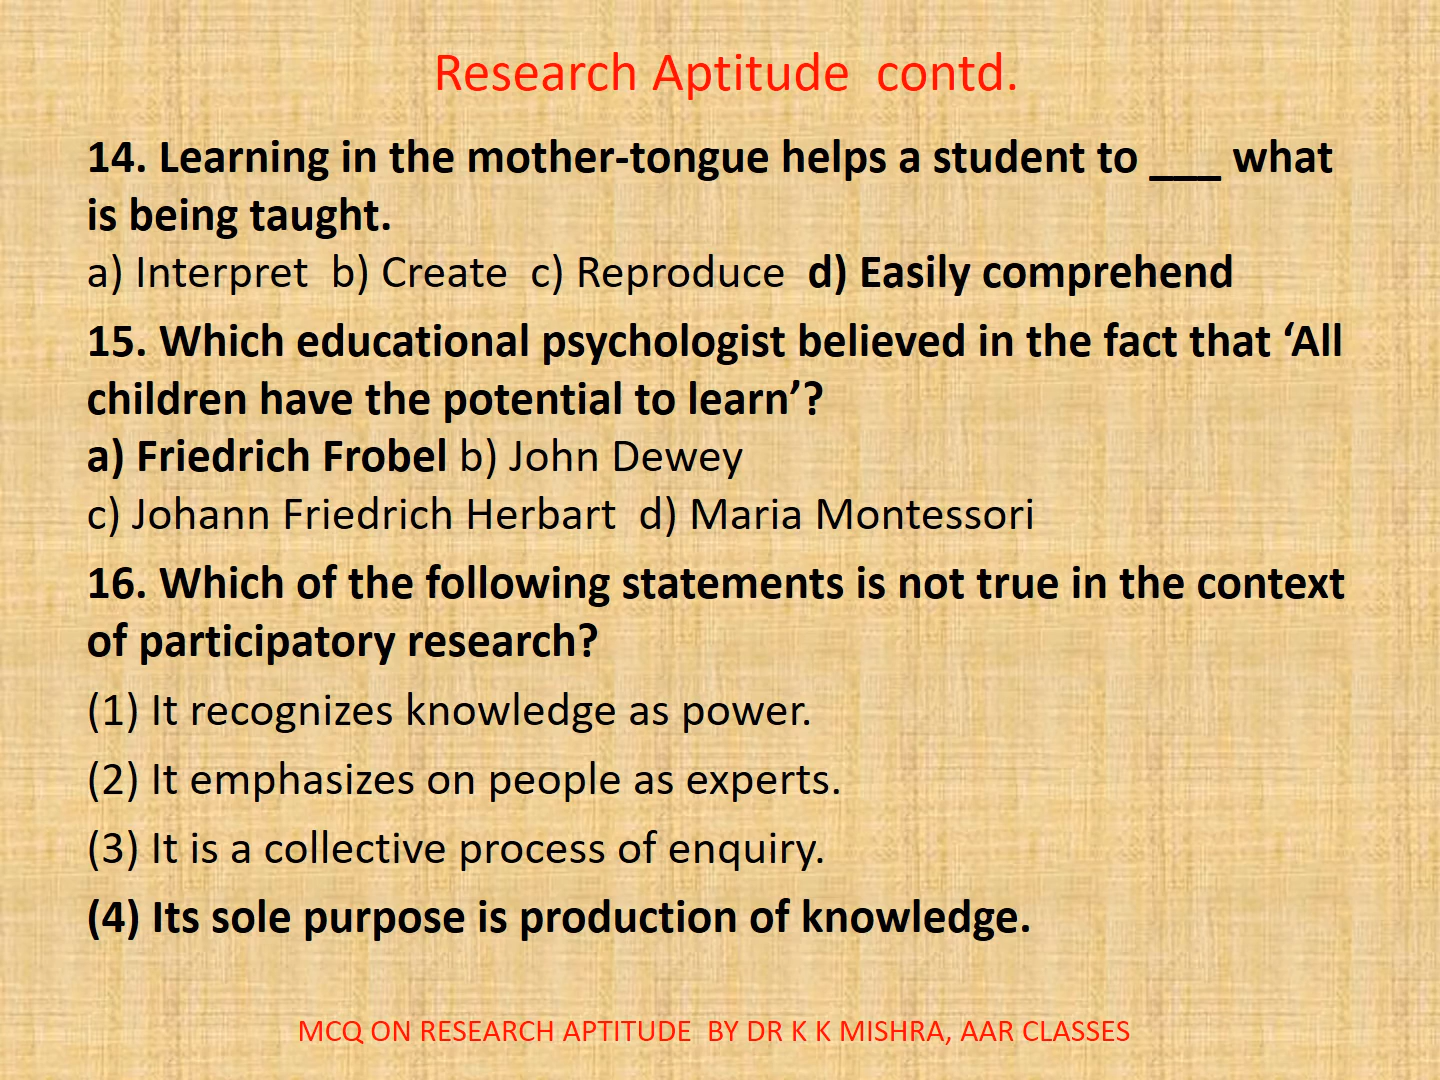 Research Aptitude contd.
14. Learning in the mother-tongue helps a student to ___ what
is being taught.
a) Interpret b) Create c) Reproduce d) Easily comprehend
15. Which educational psychologist believed in the fact that ‘All
children have the potential to learn’?
a) Friedrich Frobel b) John Dewey
c) Johann Friedrich Herbart d) Maria Montessori
16. Which of the following statements is not true in the context
of participatory research?
(1) It recognizes knowledge as power.
(2) It emphasizes on people as experts.
(3) It is a collective process of enquiry.
(4) Its sole purpose is production of knowledge.
MCQ ON RESEARCH APTITUDE BY DR K K MISHRA, AAR CLASSES